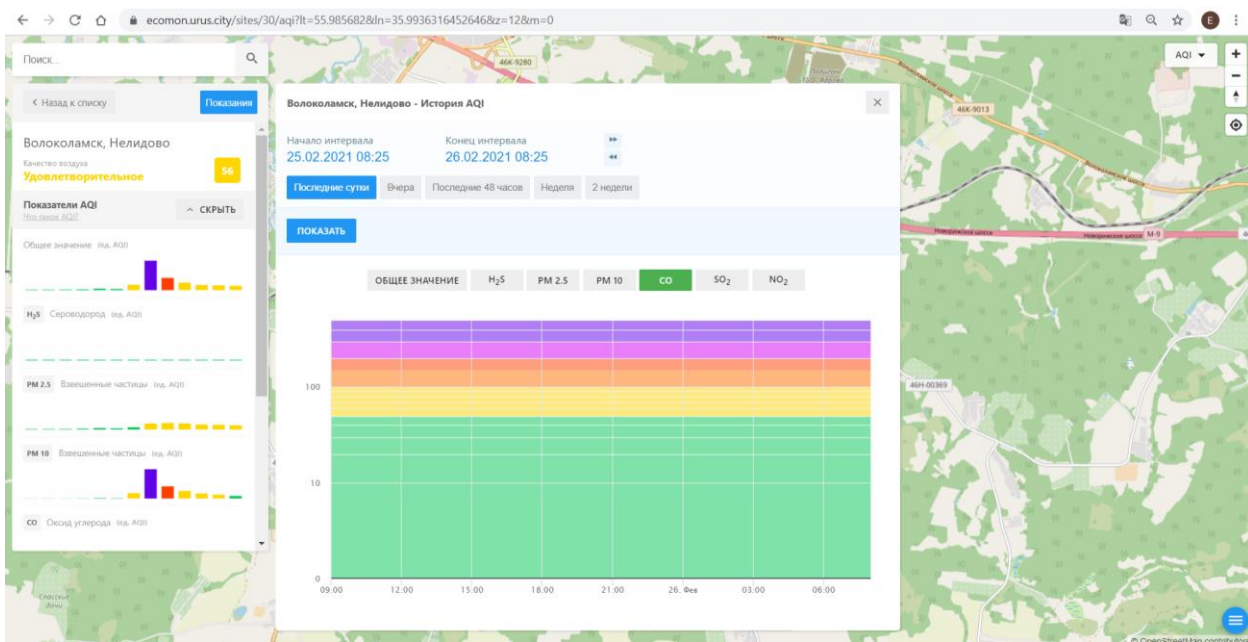 ecomon.urus.city/sites/30/aqi?lt=55.985682&ln=35.9936316452646&z=12&m=0
E
Поиск...
46К-9280
AQI
Назад к списку
Показания
Волоколамск, Нелидово - История AQI
46К-9013
Волоколамск, Нелидово
Качество воздуха
Удовлетворительное
56
Начало интервала
Конец интервала
25.02.2021 08:25
26.02.2021 08:25
Последние сутки
Вчера
Последние 48 часов
Неделя
2 недели
Показатели AQI
Что такое AQI?
СКРЫТЬ
ПОКАЗАТЬ
Новорижское шоссе
Новорижское шоссе
М-9
Общее значение (ед. AQI)
ОБЩЕЕ ЗНАЧЕНИЕ
H₂S
PM 2.5
PM 10
CO
SO₂
NO₂
H₂S Сероводород (ед. AQI)
PM 2.5 Взвешенные частицы (ед. AQI)
100
46Н-00369
PM 10 Взвешенные частицы (ед. AQI)
10
CO Оксид углерода (ед. AQI)
0
09:00
12:00
15:00
18:00
21:00
26. Фев
03:00
06:00
© OpenStreetMap contributors